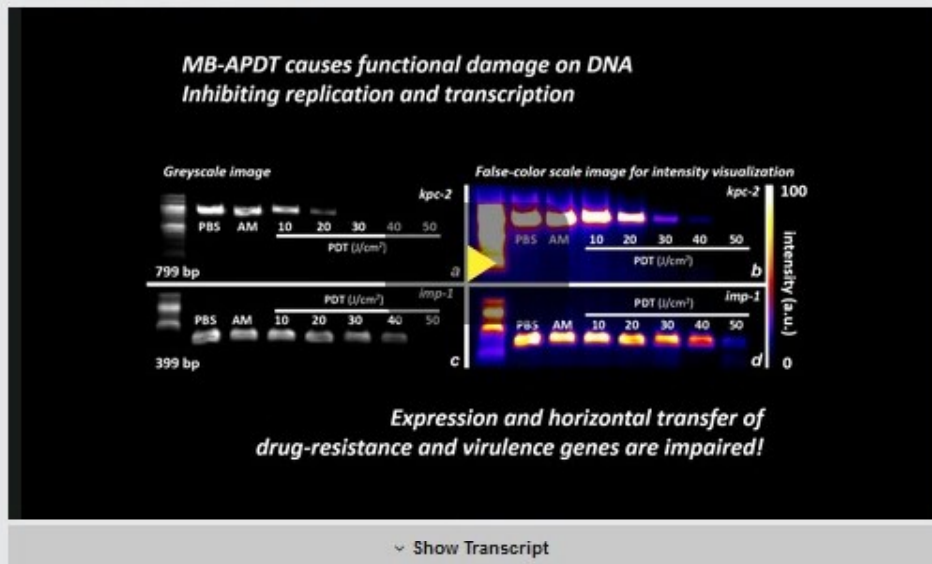 MB-APDT causes functional damage on DNA
Inhibiting replication and transcription
Greyscale image
kpc-2
PBS AM 10 20 30 40 50
PDT (J/cm²)
799 bp
a
False-color scale image for intensity visualization
kpc-2
PBS AM 10 20 30 40 50
PDT (J/cm²)
b
100
intensity (a.u.)
0
PDT (J/cm²)
imp-1
PBS AM 10 20 30 40 50
399 bp
c
PDT (J/cm²)
imp-1
PBS AM 10 20 30 40 50
d
Expression and horizontal transfer of
drug-resistance and virulence genes are impaired!
Show Transcript